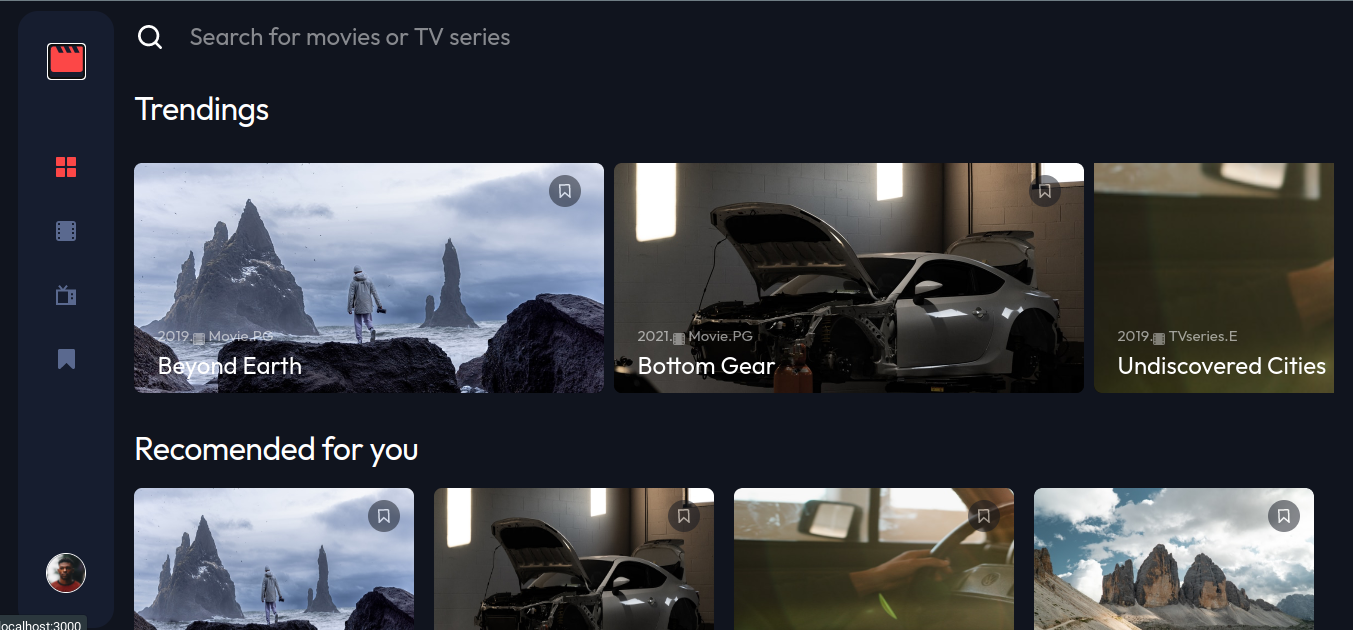 Search for movies or TV series
Trendings
2019. Movie.PG
Beyond Earth
2021. Movie.PG
Bottom Gear
2019. TVseries.E
Undiscovered Cities
Recomended for you
ocalhost:3000